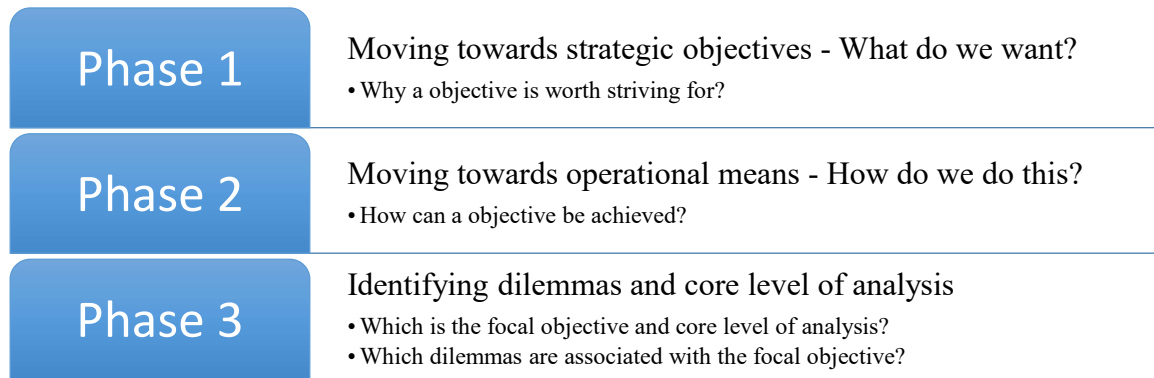 Phase 1
Moving towards strategic objectives - What do we want?
• Why a objective is worth striving for?
Phase 2
Moving towards operational means - How do we do this?
• How can a objective be achieved?
Phase 3
Identifying dilemmas and core level of analysis
• Which is the focal objective and core level of analysis?
• Which dilemmas are associated with the focal objective?